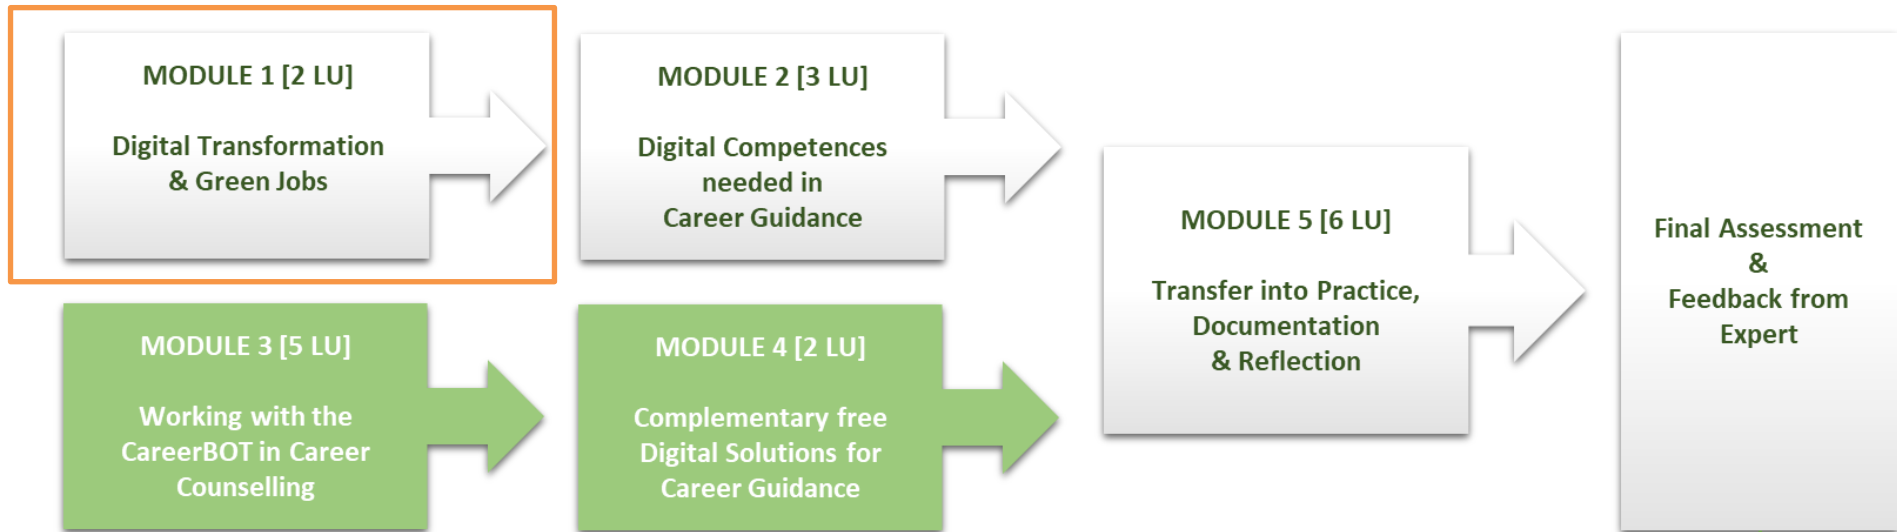 MODULE 1 [2 LU]
Digital Transformation
& Green Jobs
MODULE 2 [3 LU]
Digital Competences
needed in
Career Guidance
MODULE 3 [5 LU]
Working with the
CareerBOT in Career
Counselling
MODULE 4 [2 LU]
Complementary free
Digital Solutions for
Career Guidance
MODULE 5 [6 LU]
Transfer into Practice,
Documentation
& Reflection
Final Assessment
&
Feedback from
Expert